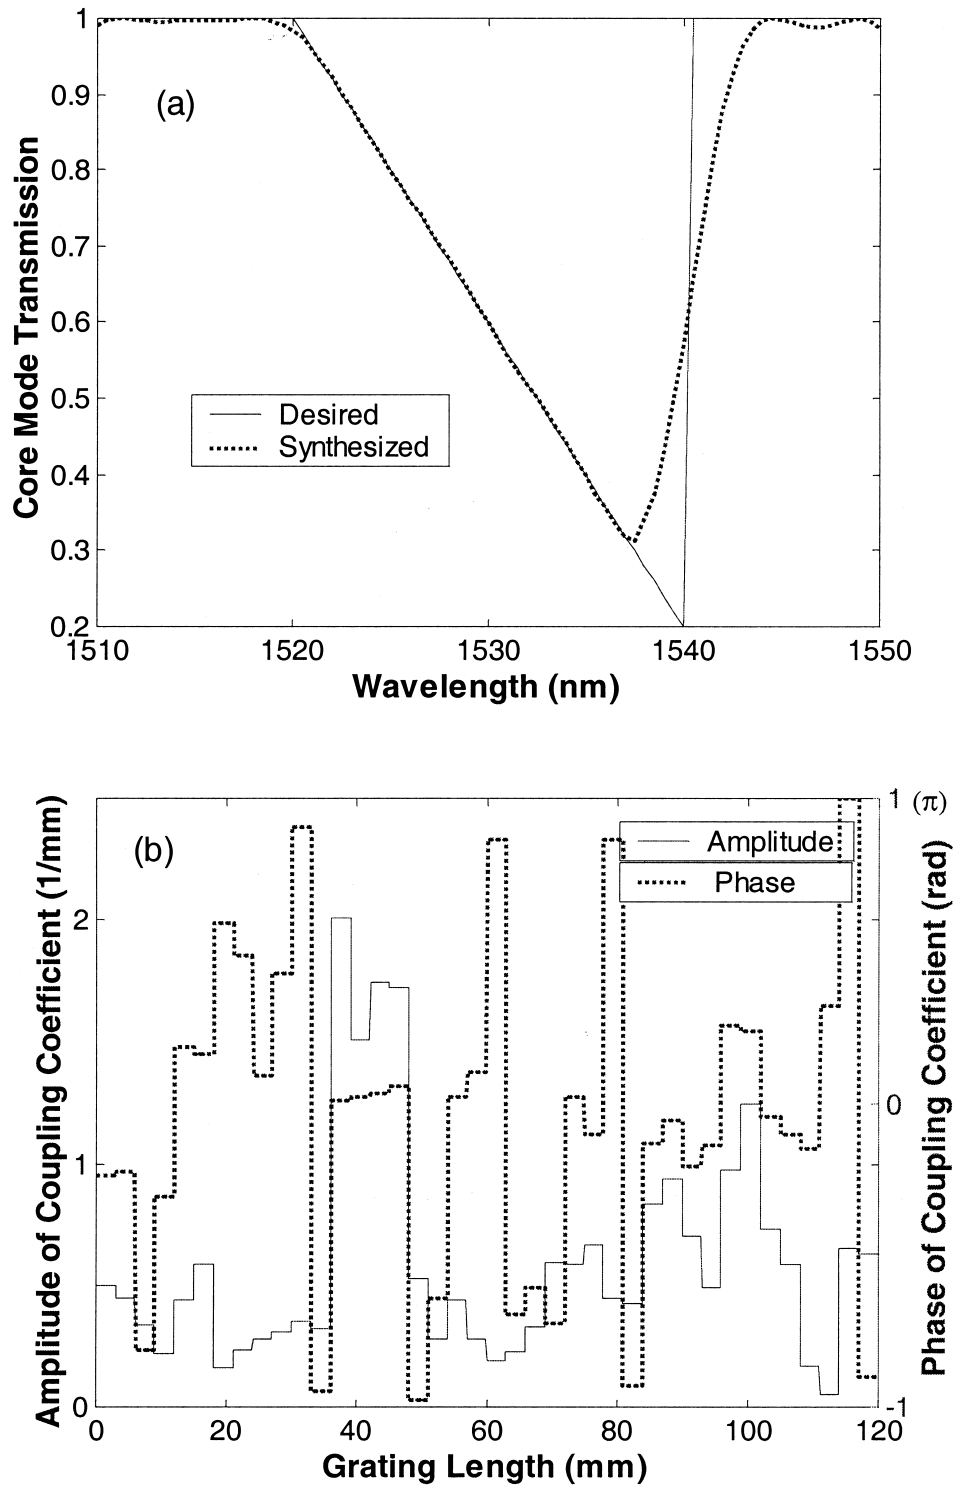 1
0.9
(a)
0.8
0.7
0.6
0.5
0.4
0.3
0.2
Core Mode Transmission
Desired
Synthesized
1510
1520
1530
1540
1550
Wavelength (nm)
1 (π)
(b)
Amplitude
Phase
2
1
0
0
-1
Amplitude of Coupling Coefficient (1/mm)
Phase of Coupling Coefficient (rad)
0
20
40
60
80
100
120
Grating Length (mm)